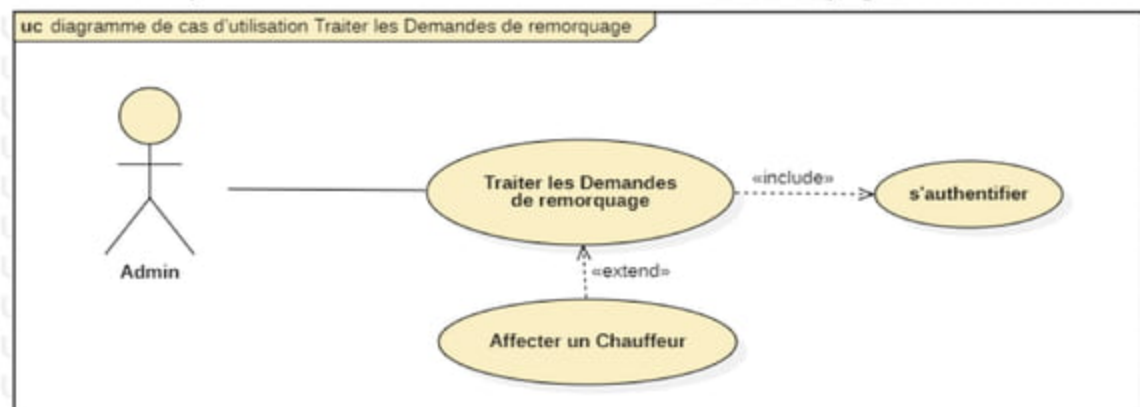 uc diagramme de cas d'utilisation Traiter les Demandes de remorquage
Traiter les Demandes
de remorquage
«include»
s'authentifier
Admin
«extend»
Affecter un Chauffeur